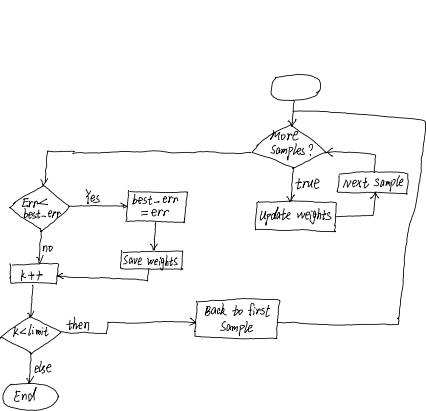 More
Samples?
true
Next Sample
Update weights
Err<
best_err
Yes
best_err
=err
Save weights
no
k++
k<limit
then
Back to first
Sample
else
End